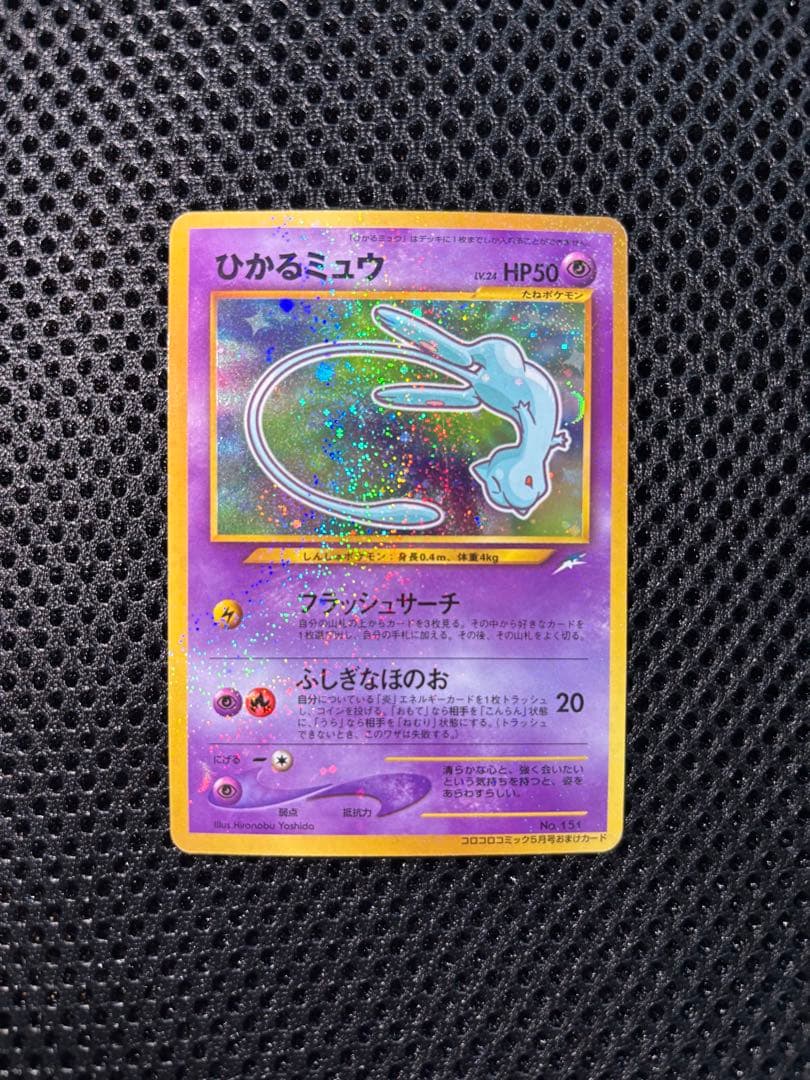 「ひかるミュウ」はデッキに1枚までしか入れることができません。
ひかるミュウ
LV.24 HP50
たねポケモン
しんしゅポケモン：身長0.4m、体重4kg
フラッシュサーチ
自分の山札の上からカードを3枚見る。その中から好きなカードを
1枚選び出し、自分の手札に加える。その後、その山札をよく切る。
ふしぎなほのお
20
自分についている「炎」エネルギーカードを1枚トラッシュ
し、コインを投げる。「おもて」なら相手を「こんらん」状態
に、「うら」なら相手を「ねむり」状態にする。（トラッシュ
できないとき、このワザは失敗する。）
にげる
弱点
抵抗力
清らかな心と、強く会いたい
という気持ちを持つと、姿を
あらわすらしい。
Illus.Hironobu Yoshida
No.151
コロコロコミック5月号おまけカード